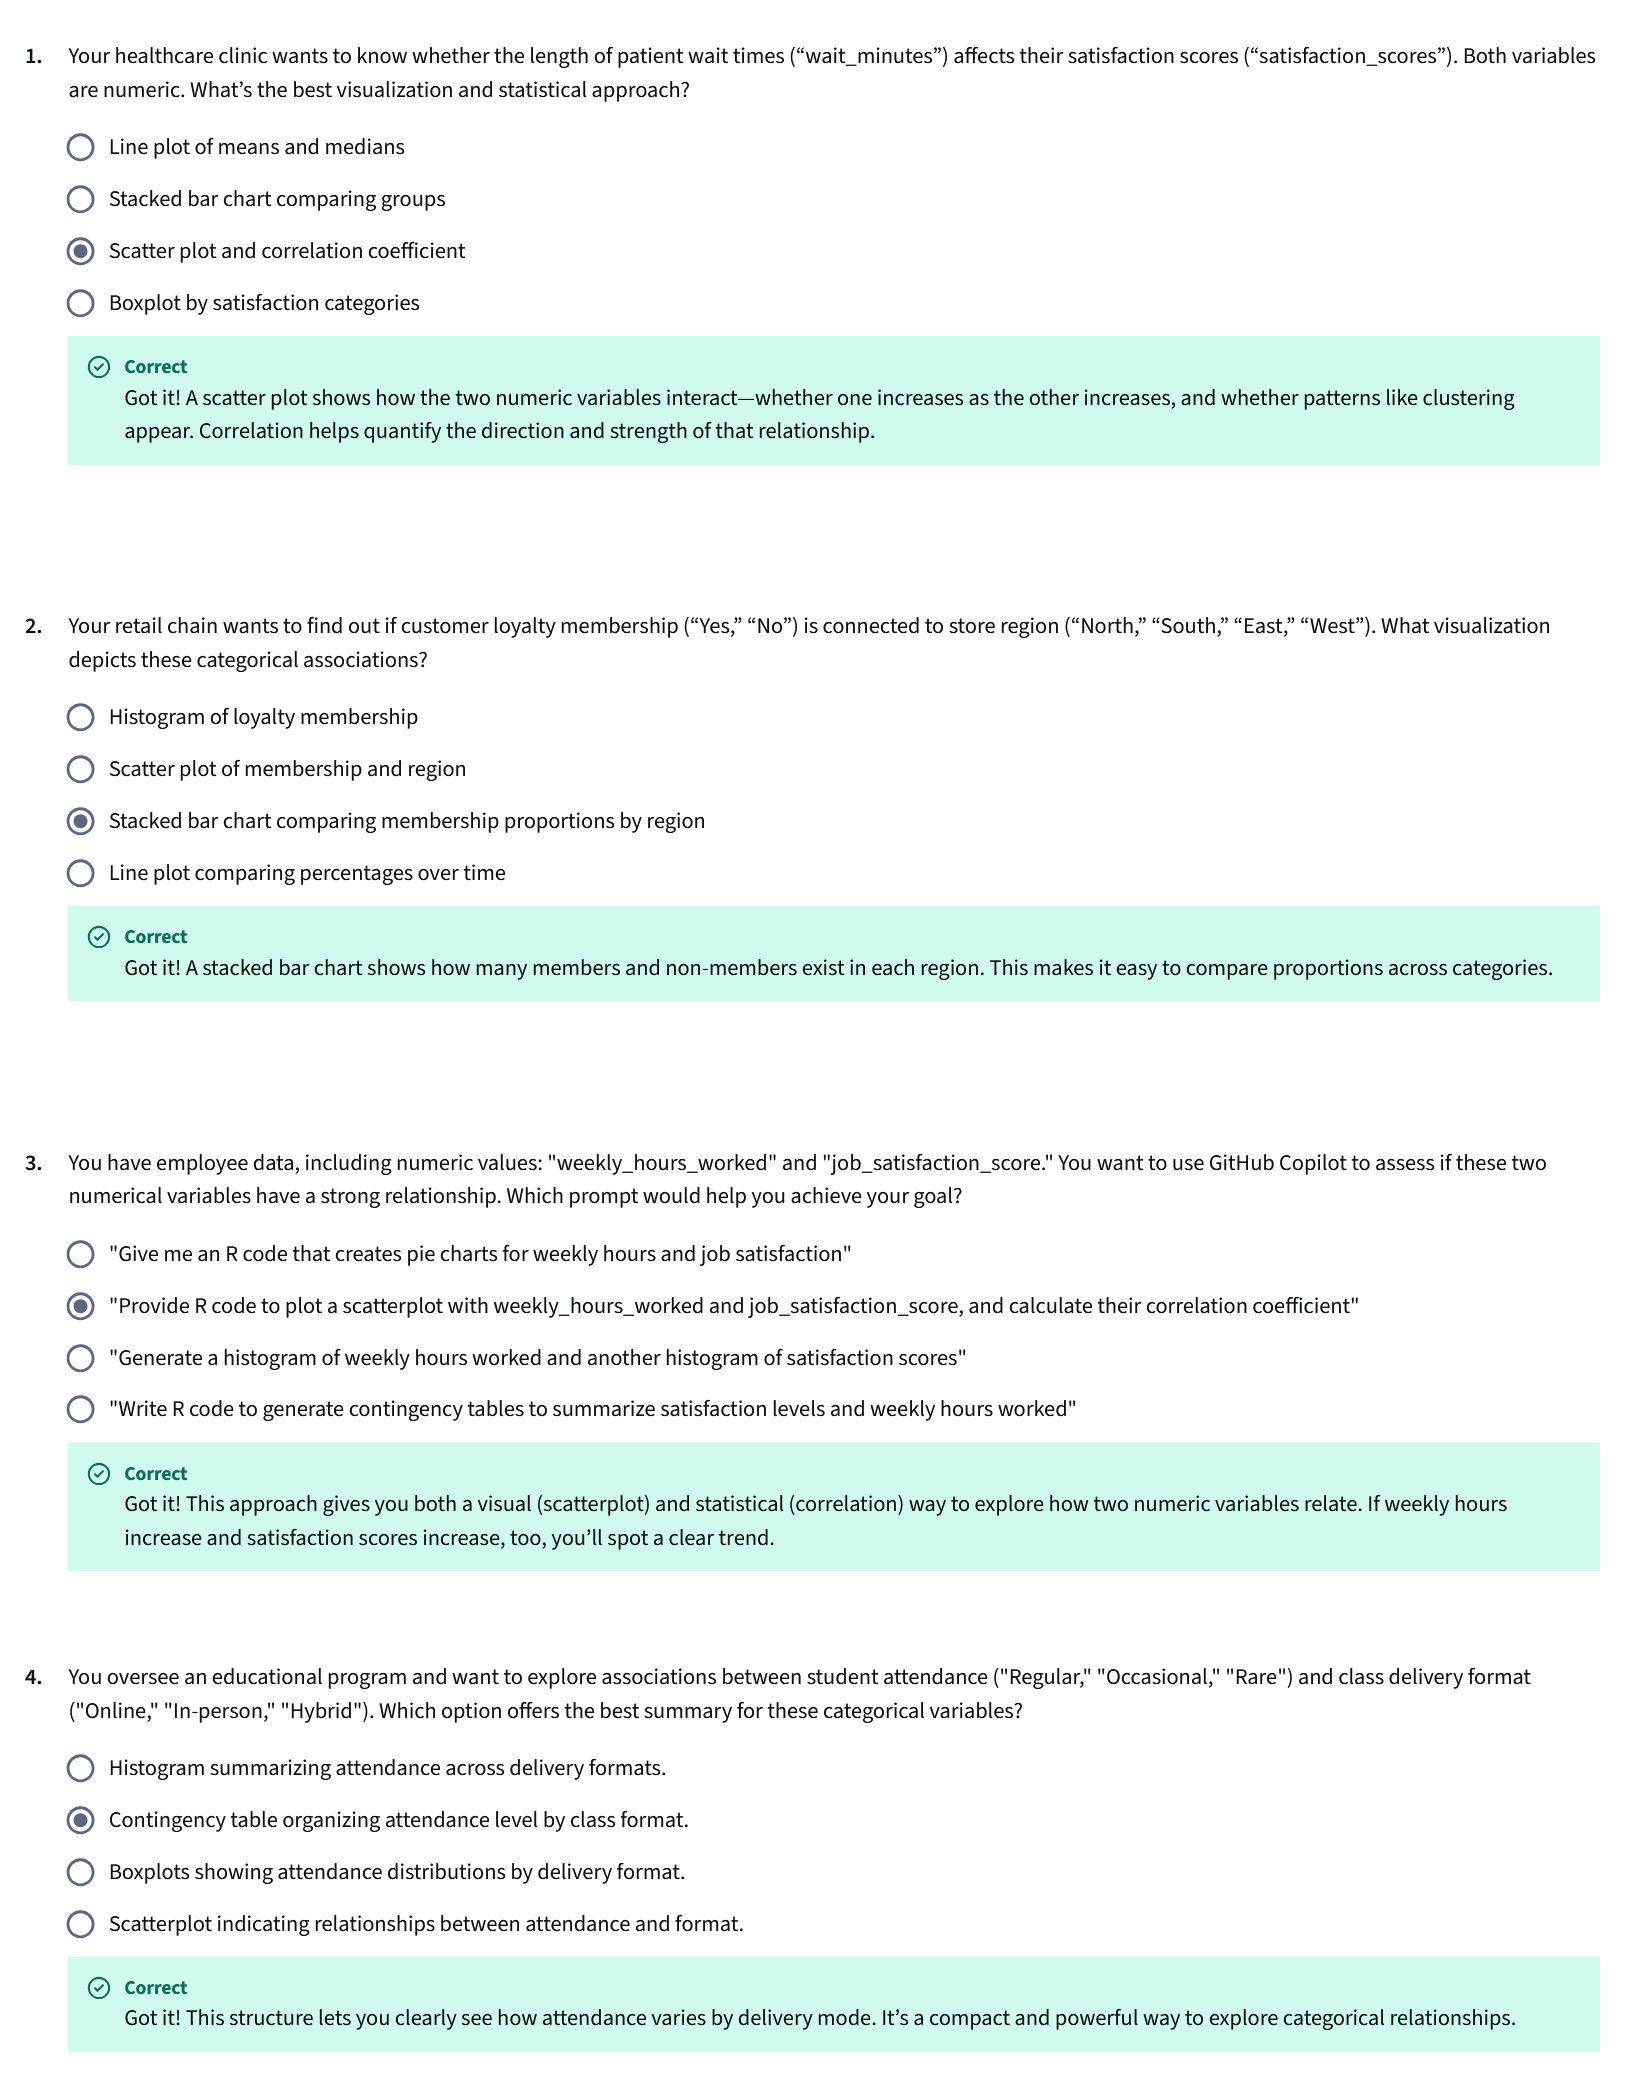 1. Your healthcare clinic wants to know whether the length of patient wait times (“wait_minutes”) affects their satisfaction scores (“satisfaction_scores”). Both variables
are numeric. What’s the best visualization and statistical approach?
Line plot of means and medians
Stacked bar chart comparing groups
Scatter plot and correlation coefficient
Boxplot by satisfaction categories
Correct
Got it! A scatter plot shows how the two numeric variables interact—whether one increases as the other increases, and whether patterns like clustering
appear. Correlation helps quantify the direction and strength of that relationship.
2. Your retail chain wants to find out if customer loyalty membership (“Yes,” “No”) is connected to store region (“North,” “South,” “East,” “West”). What visualization
depicts these categorical associations?
Histogram of loyalty membership
Scatter plot of membership and region
Stacked bar chart comparing membership proportions by region
Line plot comparing percentages over time
Correct
Got it! A stacked bar chart shows how many members and non-members exist in each region. This makes it easy to compare proportions across categories.
3. You have employee data, including numeric values: "weekly_hours_worked" and "job_satisfaction_score." You want to use GitHub Copilot to assess if these two
numerical variables have a strong relationship. Which prompt would help you achieve your goal?
"Give me an R code that creates pie charts for weekly hours and job satisfaction"
"Provide R code to plot a scatterplot with weekly_hours_worked and job_satisfaction_score, and calculate their correlation coefficient"
"Generate a histogram of weekly hours worked and another histogram of satisfaction scores"
"Write R code to generate contingency tables to summarize satisfaction levels and weekly hours worked"
Correct
Got it! This approach gives you both a visual (scatterplot) and statistical (correlation) way to explore how two numeric variables relate. If weekly hours
increase and satisfaction scores increase, too, you’ll spot a clear trend.
4. You oversee an educational program and want to explore associations between student attendance ("Regular," "Occasional," "Rare") and class delivery format
("Online," "In-person," "Hybrid"). Which option offers the best summary for these categorical variables?
Histogram summarizing attendance across delivery formats.
Contingency table organizing attendance level by class format.
Boxplots showing attendance distributions by delivery format.
Scatterplot indicating relationships between attendance and format.
Correct
Got it! This structure lets you clearly see how attendance varies by delivery mode. It’s a compact and powerful way to explore categorical relationships.